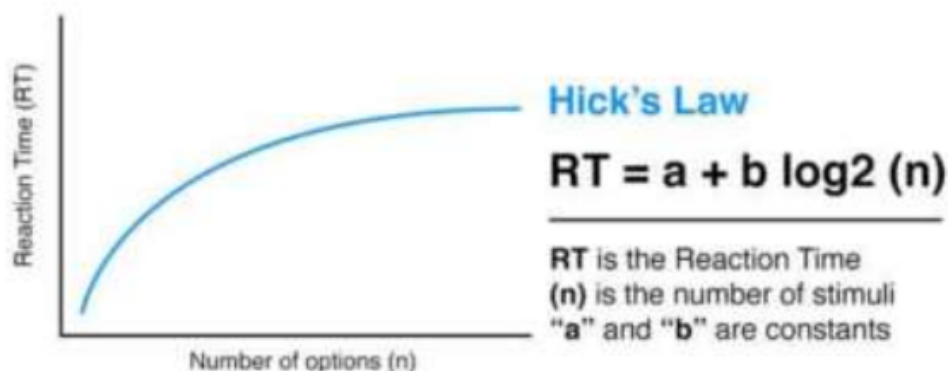 Reaction Time (RT)
Number of options (n)
Hick's Law
RT = a + b log2 (n)
RT is the Reaction Time
(n) is the number of stimuli
“a” and “b” are constants